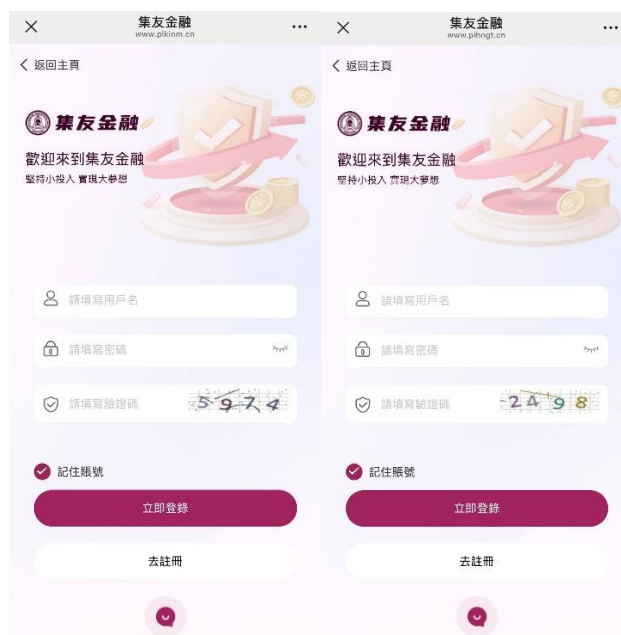 集友金融
www.plkinm.cn
返回主頁
集友金融
歡迎來到集友金融
堅持小投入 實現大夢想
請填寫用戶名
請填寫密碼
請填寫驗證碼
5974
記住賬號
立即登錄
去註冊
集友金融
www.pihngt.cn
返回主頁
集友金融
歡迎來到集友金融
堅持小投入 實現大夢想
請填寫用戶名
請填寫密碼
請填寫驗證碼
2498
記住賬號
立即登錄
去註冊